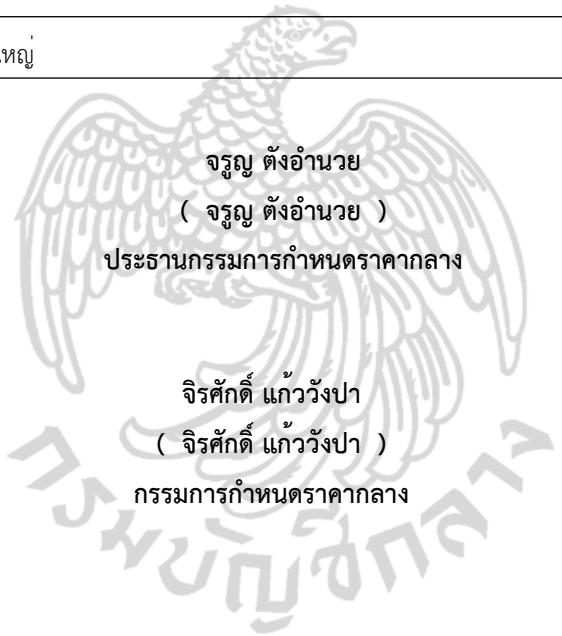 หญ่
จรูญ ตังอำนวย
( จรูญ ตังอำนวย )
ประธานกรรมการกำหนดราคากลาง
จิรศักดิ์ แก้ววังปา
( จิรศักดิ์ แก้ววังปา )
กรรมการกำหนดราคากลาง
กรมบัญชีกลาง